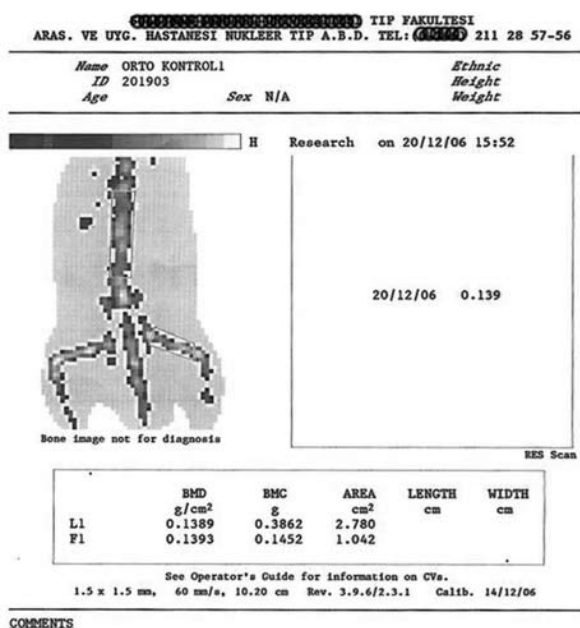 TIP FAKULTESI
ARAS. VE UYG. HASTANESI NUKLEER TIP A.B.D. TEL: 211 28 57-56
Name ORTO KONTROL1 Ethnic
ID 201903 Height
Age Sex N/A Weight
H Research on 20/12/06 15:52
20/12/06 0.139
Bone image not for diagnosis
RES Scan
BMD BMC AREA LENGTH WIDTH
g/cm² g cm² cm cm
L1 0.1389 0.3862 2.780
F1 0.1393 0.1452 1.042
See Operator's Guide for information on CVs.
1.5 x 1.5 mm, 60 mm/s, 10.20 cm Rev. 3.9.6/2.3.1 Calib. 14/12/06
COMMENTS